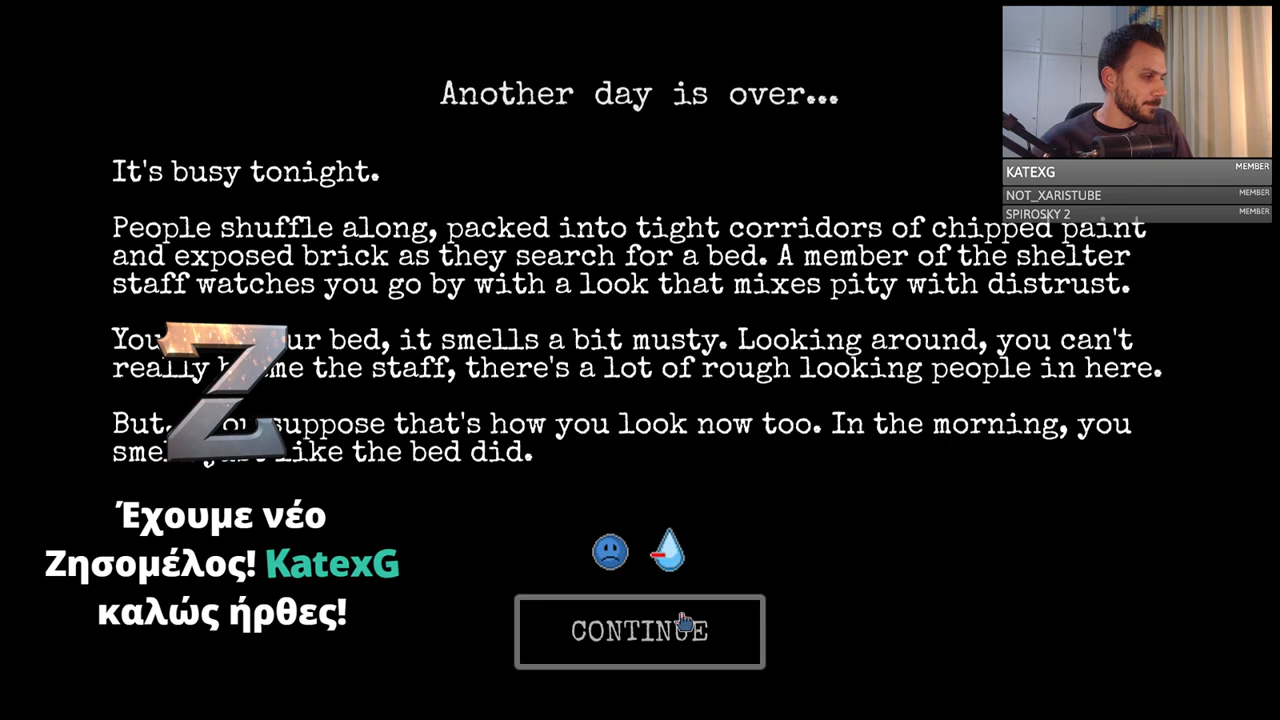 Another day is over...
KATEXG MEMBER
NOT_XARISTUBE MEMBER
SPIROSKY 2 MEMBER
It's busy tonight.
People shuffle along, packed into tight corridors of chipped paint
and exposed brick as they search for a bed. A member of the shelter
staff watches you go by with a look that mixes pity with distrust.
You ur bed, it smells a bit musty. Looking around, you can't
really me the staff, there's a lot of rough looking people in here.
But, you suppose that's how you look now too. In the morning, you
like the bed did.
Z
Έχουμε νέο
Ζησομέλος! KatexG
καλώς ήρθες!
CONTINUE